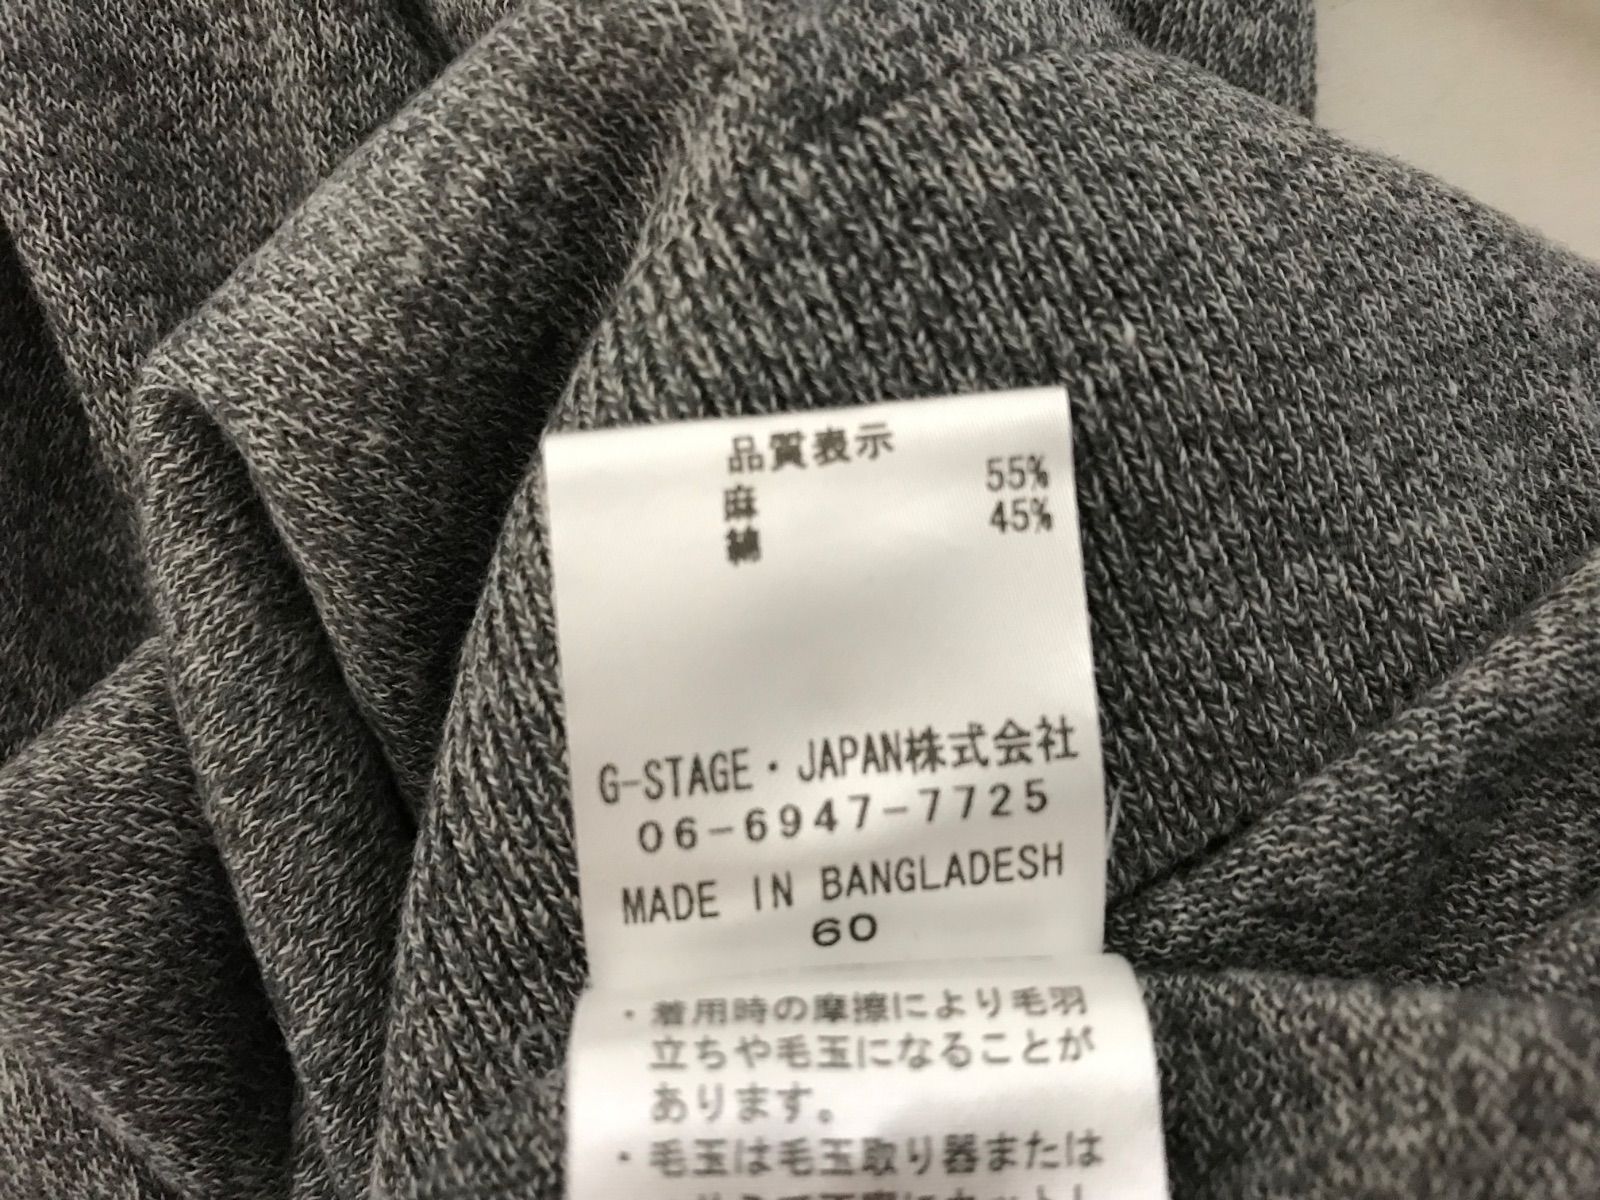 品質表示
麻 55%
綿 45%
G-STAGE・JAPAN株式会社
06-6947-7725
MADE IN BANGLADESH
60
・着用時の摩擦により毛羽
立ちや毛玉になることが
あります。
・毛玉は毛玉取り器または